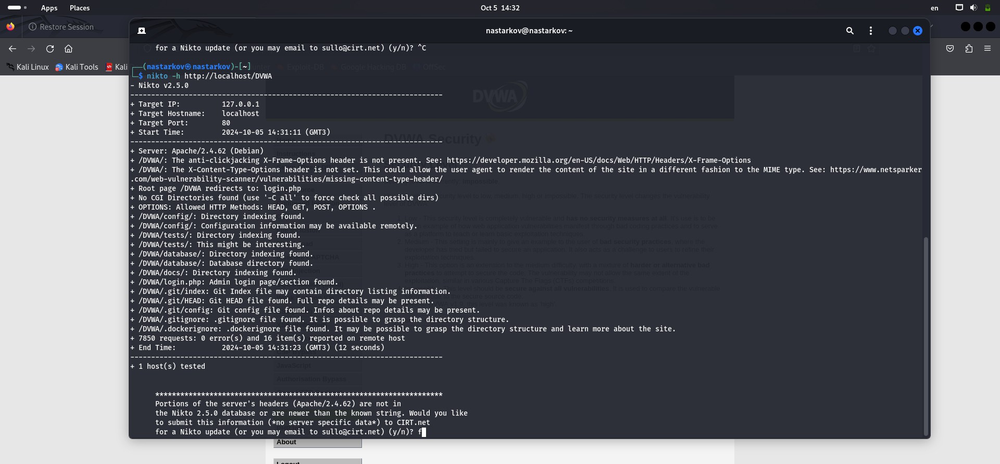 Apps Places Oct 5 14:32 en
Restore Session
nastarkov@nastarkov: ~
for a Nikto update (or you may email to sullo@cirt.net) (y/n)? ^C
Kali Linux Kali Tools Kali Exploit-DB Google Hacking DB OffSec
┌──(nastarkov㉿nastarkov)-[~]
└─$ nikto -h http://localhost/DVWA
- Nikto v2.5.0
---------------------------------------------------------------------------
+ Target IP: 127.0.0.1
+ Target Hostname: localhost
+ Target Port: 80
+ Start Time: 2024-10-05 14:31:11 (GMT3)
---------------------------------------------------------------------------
+ Server: Apache/2.4.62 (Debian)
+ /DVWA/: The anti-clickjacking X-Frame-Options header is not present. See: https://developer.mozilla.org/en-US/docs/Web/HTTP/Headers/X-Frame-Options
+ /DVWA/: The X-Content-Type-Options header is not set. This could allow the user agent to render the content of the site in a different fashion to the MIME type. See: https://www.netsparker
.com/web-vulnerability-scanner/vulnerabilities/missing-content-type-header/
+ Root page /DVWA redirects to: login.php
+ No CGI Directories found (use '-C all' to force check all possible dirs)
+ OPTIONS: Allowed HTTP Methods: HEAD, GET, POST, OPTIONS .
+ /DVWA/config/: Directory indexing found.
+ /DVWA/config/: Configuration information may be available remotely.
+ /DVWA/tests/: Directory indexing found.
+ /DVWA/tests/: This might be interesting.
+ /DVWA/database/: Directory indexing found.
+ /DVWA/database/: Database directory found.
+ /DVWA/docs/: Directory indexing found.
+ /DVWA/login.php: Admin login page/section found.
+ /DVWA/.git/index: Git Index file may contain directory listing information.
+ /DVWA/.git/HEAD: Git HEAD file found. Full repo details may be present.
+ /DVWA/.git/config: Git config file found. Infos about repo details may be present.
+ /DVWA/.gitignore: .gitignore file found. It is possible to grasp the directory structure.
+ /DVWA/.dockerignore: .dockerignore file found. It may be possible to grasp the directory structure and learn more about the site.
+ 7850 requests: 0 error(s) and 16 item(s) reported on remote host
+ End Time: 2024-10-05 14:31:23 (GMT3) (12 seconds)
---------------------------------------------------------------------------
+ 1 host(s) tested
*********************************************************************
Portions of the server's headers (Apache/2.4.62) are not in
the Nikto 2.5.0 database or are newer than the known string. Would you like
to submit this information (*no server specific data*) to CIRT.net
for a Nikto update (or you may email to sullo@cirt.net) (y/n)? f
DVWA
DVWA Security
JavaScript
Authorisation Bypass
About
Logout